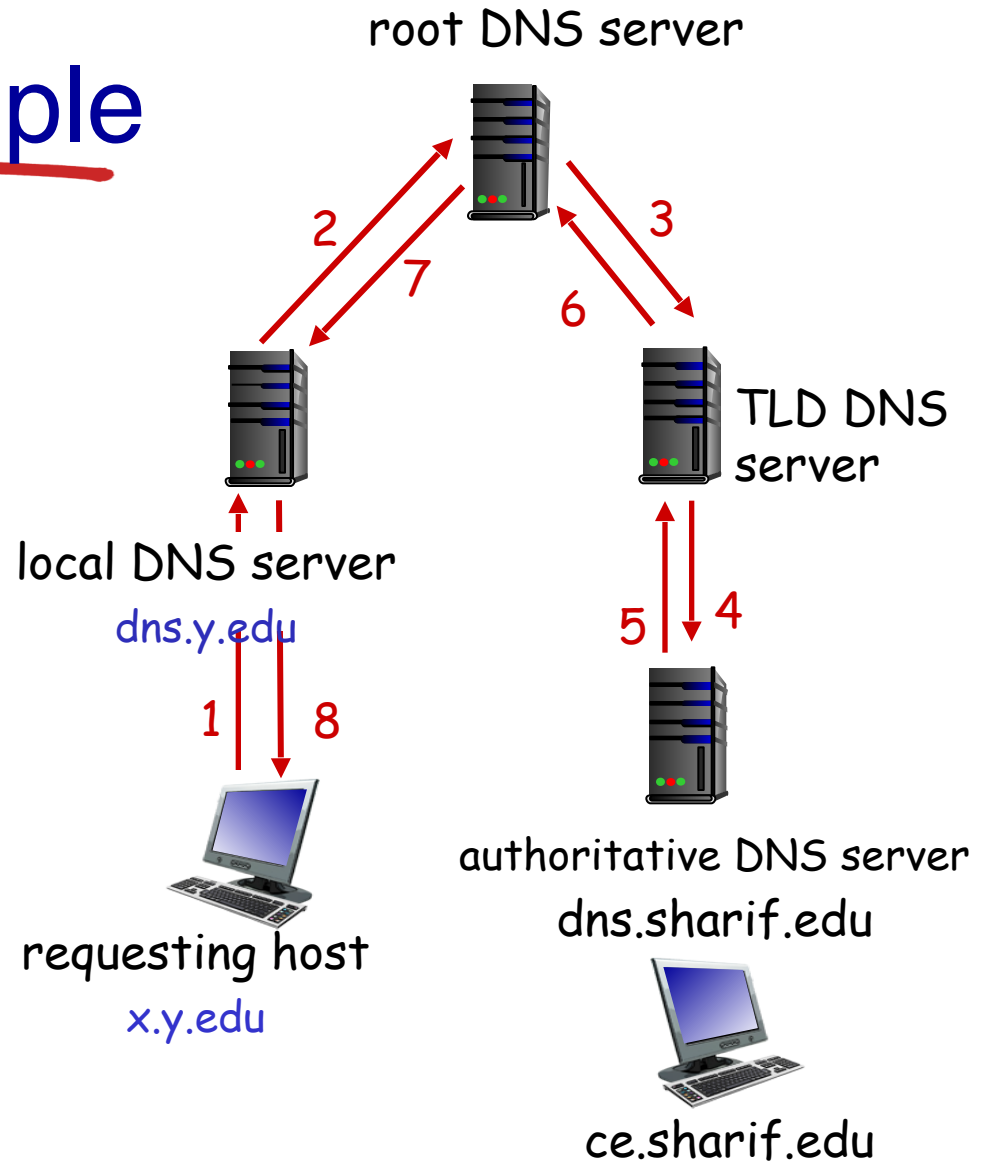 root DNS server
ple
2
3
7
6
TLD DNS
server
local DNS server
dns.y.edu
5
4
1
8
authoritative DNS server
dns.sharif.edu
requesting host
x.y.edu
ce.sharif.edu